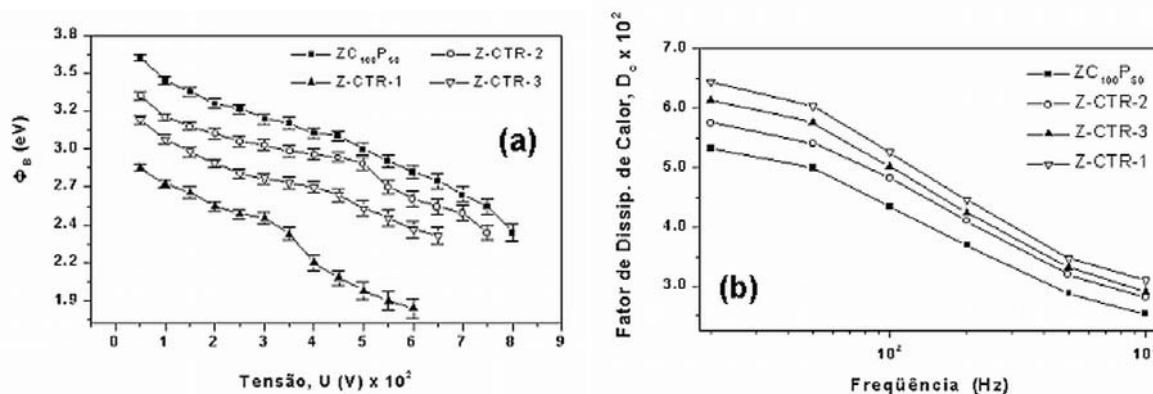 3.8
3.5
3.2
3.0
2.7
2.4
2.2
1.9
Φ_B (eV)
ZC₁₀₀P₅₀
Z-CTR-2
Z-CTR-1
Z-CTR-3
(a)
0 1 2 3 4 5 6 7 8 9
Tensão, U (V) x 10²
7.0
6.0
5.0
4.0
3.0
Fator de Dissip. de Calor, D_o x 10²
ZC₁₀₀P₅₀
Z-CTR-2
Z-CTR-3
Z-CTR-1
(b)
10²
Freqüência (Hz)